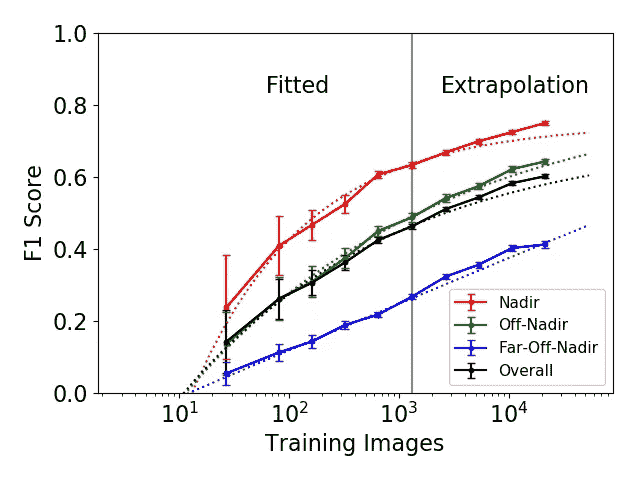 1.0
0.8
0.6
0.4
0.2
0.0
F1 Score
Fitted
Extrapolation
Nadir
Off-Nadir
Far-Off-Nadir
Overall
10¹ 10² 10³ 10⁴
Training Images